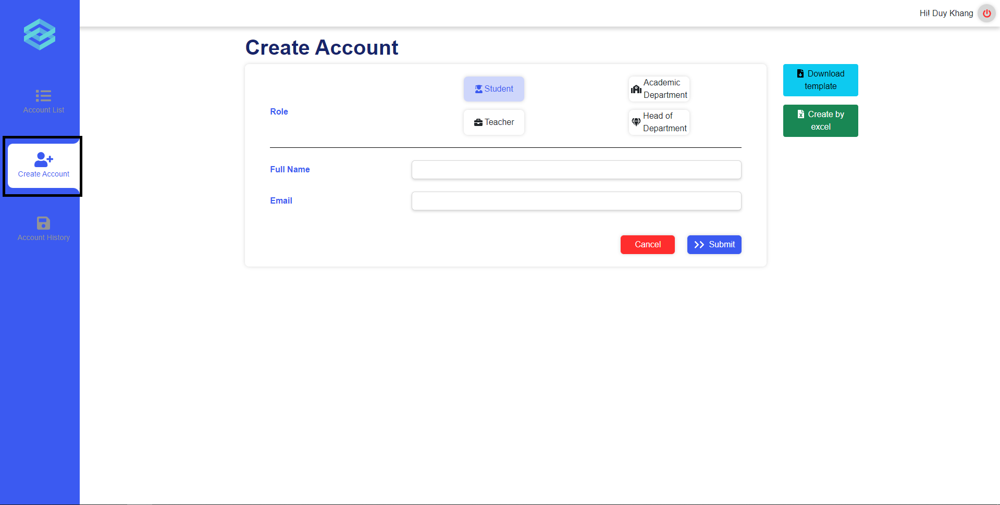 Hi! Duy Khang
Account List
Create Account
Account History
Create Account
Role
Student
Academic
Department
Teacher
Head of
Department
Full Name
Email
Cancel
Submit
Download
template
Create by
excel